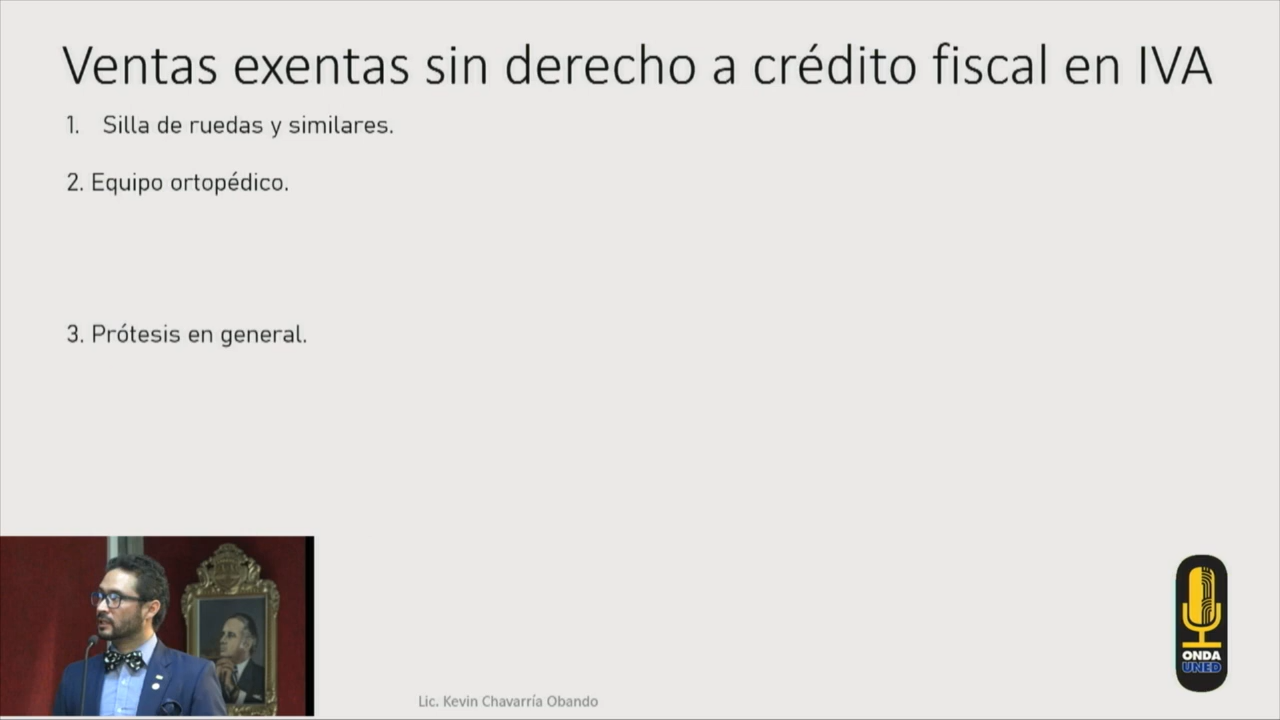 Ventas exentas sin derecho a crédito fiscal en IVA
1. Silla de ruedas y similares.
2. Equipo ortopédico.
3. Prótesis en general.
ONDA
UNED
Lic. Kevin Chavarría Obando